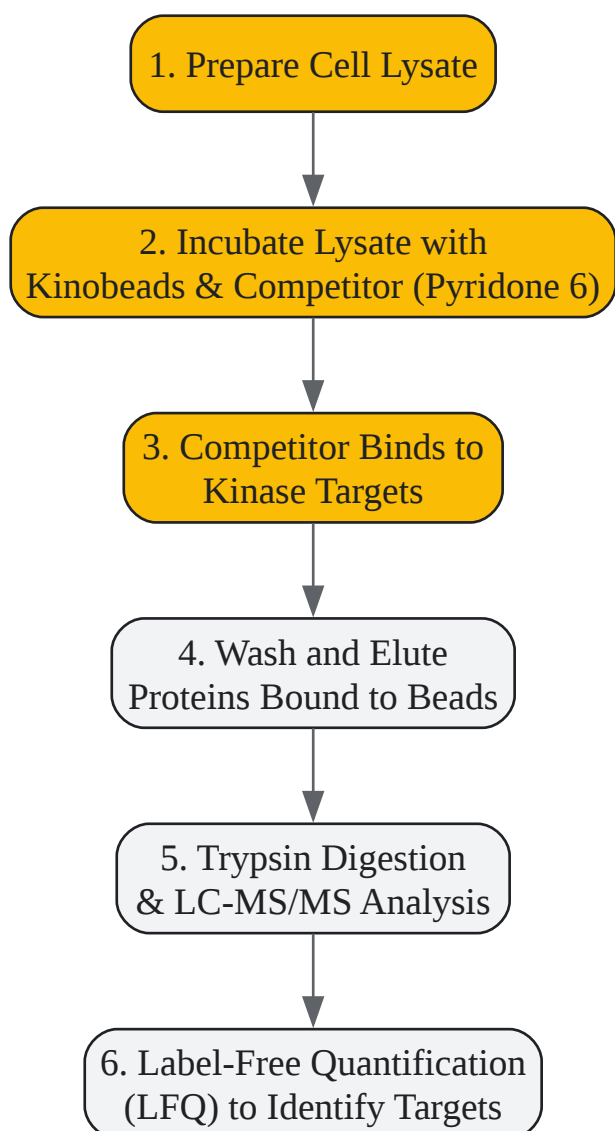 1. Prepare Cell Lysate
2. Incubate Lysate with
Kinobeads & Competitor (Pyridone 6)
3. Competitor Binds to
Kinase Targets
4. Wash and Elute
Proteins Bound to Beads
5. Trypsin Digestion
& LC-MS/MS Analysis
6. Label-Free Quantification
(LFQ) to Identify Targets